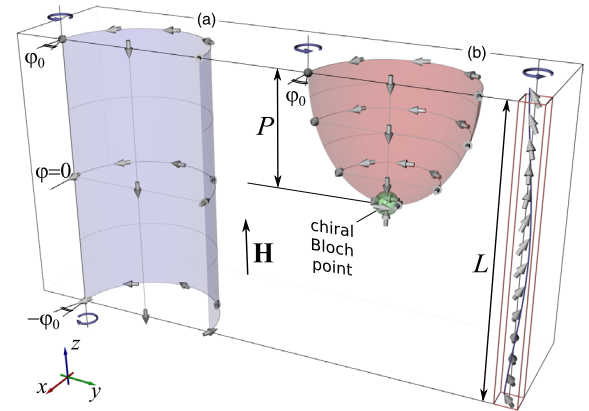 (a)
(b)
φ₀
φ₀
P
φ=0
chiral
Bloch
point
H
L
−φ₀
z
x
y